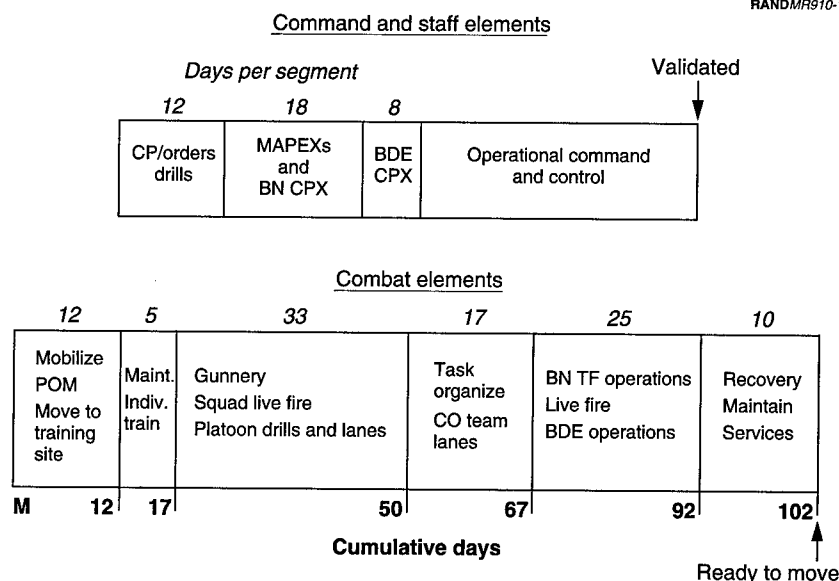 RANDMR910-
Command and staff elements
Days per segment
Validated
12
18
8
CP/orders
drills
MAPEXs
and
BN CPX
BDE
CPX
Operational command
and control
Combat elements
12
5
33
17
25
10
Mobilize
POM
Move to
training
site
Maint.
Indiv.
train
Gunnery
Squad live fire
Platoon drills and lanes
Task
organize
CO team
lanes
BN TF operations
Live fire
BDE operations
Recovery
Maintain
Services
M
12
17
50
67
92
102
Cumulative days
Ready to move